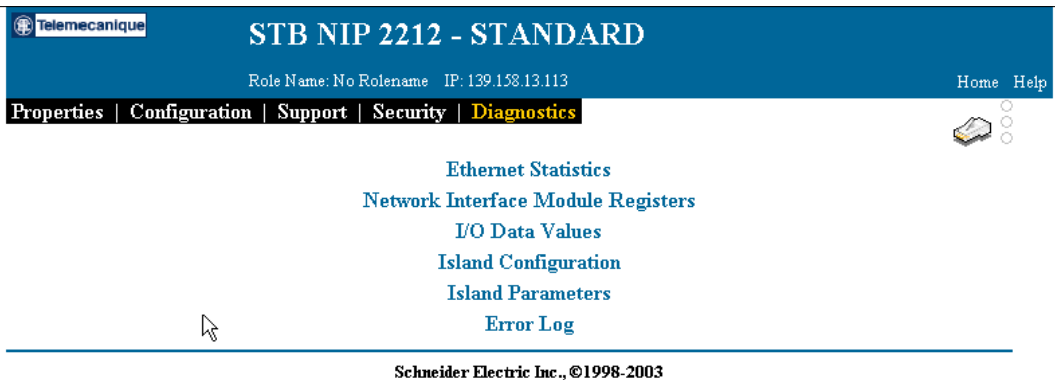 Telemecanique
STB NIP 2212 - STANDARD
Role Name: No Rolename IP: 139.158.13.113
Home Help
Properties | Configuration | Support | Security | Diagnostics
Ethernet Statistics
Network Interface Module Registers
I/O Data Values
Island Configuration
Island Parameters
Error Log
Schneider Electric Inc., ©1998-2003